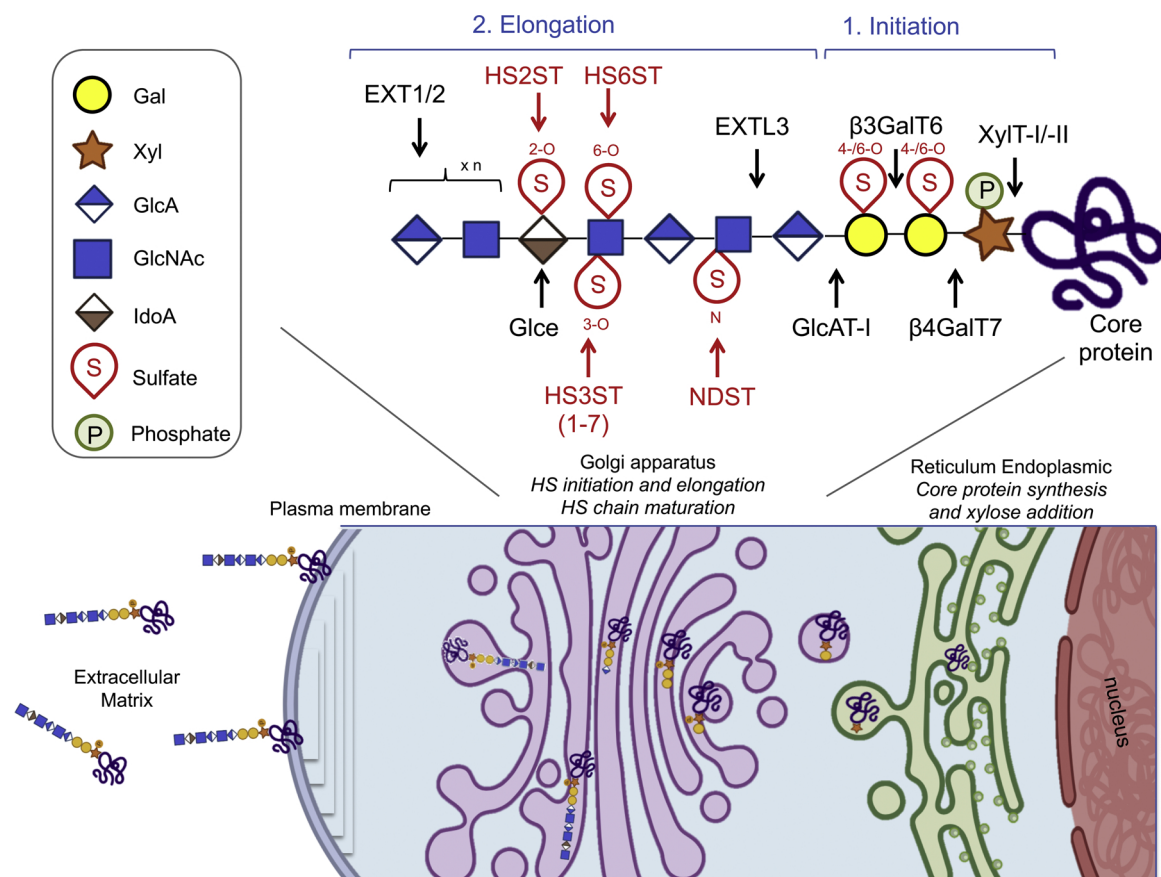 2. Elongation
1. Initiation
HS2ST
HS6ST
EXT1/2
EXTL3
β3GalT6
XylT-I/-II
2-O
6-O
4-/6-O
4-/6-O
x n
S
S
S
S
P
S
S
3-O
N
Glce
GlcAT-I
β4GalT7
Core
protein
HS3ST
(1-7)
NDST
Gal
Xyl
GlcA
GlcNAc
IdoA
S
Sulfate
P
Phosphate
Golgi apparatus
HS initiation and elongation
HS chain maturation
Reticulum Endoplasmic
Core protein synthesis
and xylose addition
Plasma membrane
Extracellular
Matrix
nucleus